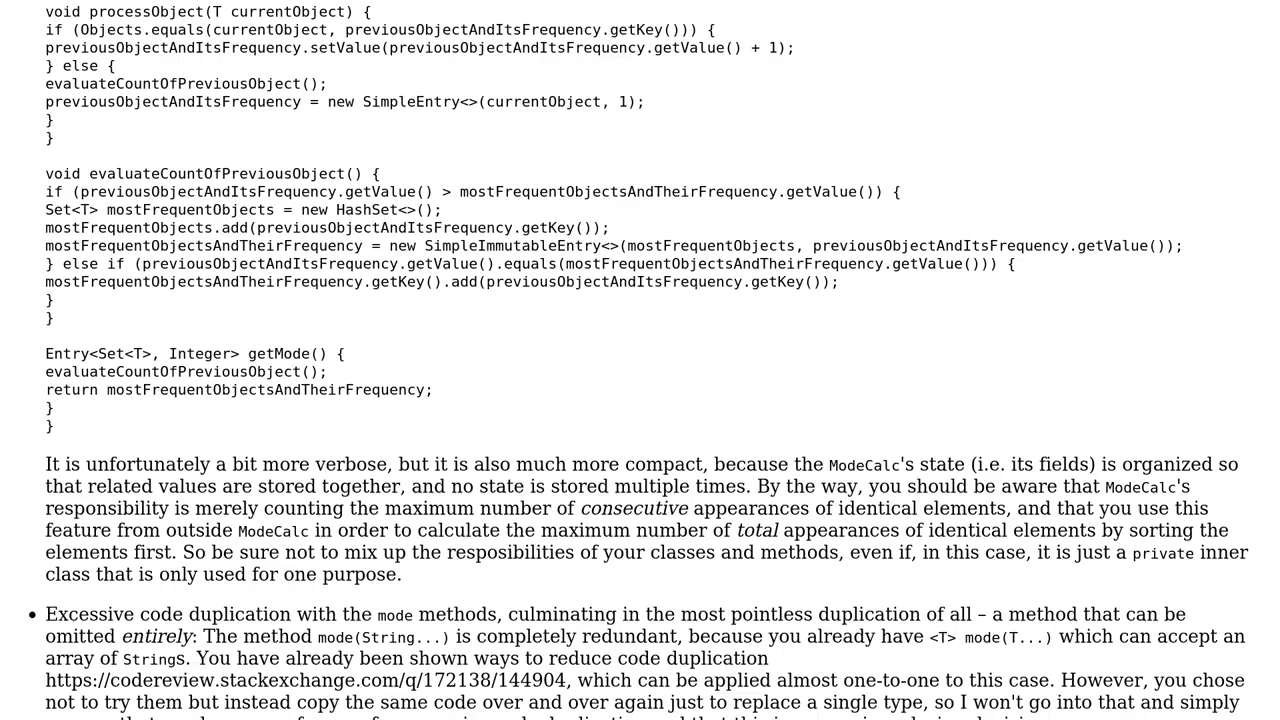 void processObject(T currentObject) {
if (Objects.equals(currentObject, previousObjectAndItsFrequency.getKey())) {
previousObjectAndItsFrequency.setValue(previousObjectAndItsFrequency.getValue() + 1);
} else {
evaluateCountOfPreviousObject();
previousObjectAndItsFrequency = new SimpleEntry<>(currentObject, 1);
}
}

void evaluateCountOfPreviousObject() {
if (previousObjectAndItsFrequency.getValue() > mostFrequentObjectsAndTheirFrequency.getValue()) {
Set<T> mostFrequentObjects = new HashSet<>();
mostFrequentObjects.add(previousObjectAndItsFrequency.getKey());
mostFrequentObjectsAndTheirFrequency = new SimpleImmutableEntry<>(mostFrequentObjects, previousObjectAndItsFrequency.getValue());
} else if (previousObjectAndItsFrequency.getValue().equals(mostFrequentObjectsAndTheirFrequency.getValue())) {
mostFrequentObjectsAndTheirFrequency.getKey().add(previousObjectAndItsFrequency.getKey());
}
}

Entry<Set<T>, Integer> getMode() {
evaluateCountOfPreviousObject();
return mostFrequentObjectsAndTheirFrequency;
}
}

It is unfortunately a bit more verbose, but it is also much more compact, because the ModeCalc's state (i.e. its fields) is organized so
that related values are stored together, and no state is stored multiple times. By the way, you should be aware that ModeCalc's
responsibility is merely counting the maximum number of consecutive appearances of identical elements, and that you use this
feature from outside ModeCalc in order to calculate the maximum number of total appearances of identical elements by sorting the
elements first. So be sure not to mix up the resposibilities of your classes and methods, even if, in this case, it is just a private inner
class that is only used for one purpose.

• Excessive code duplication with the mode methods, culminating in the most pointless duplication of all – a method that can be
omitted entirely: The method mode(String...) is completely redundant, because you already have <T> mode(T...) which can accept an
array of Strings. You have already been shown ways to reduce code duplication
https://codereview.stackexchange.com/q/172138/144904, which can be applied almost one-to-one to this case. However, you chose
not to try them but instead copy the same code over and over again just to replace a single type, so I won't go into that and simply